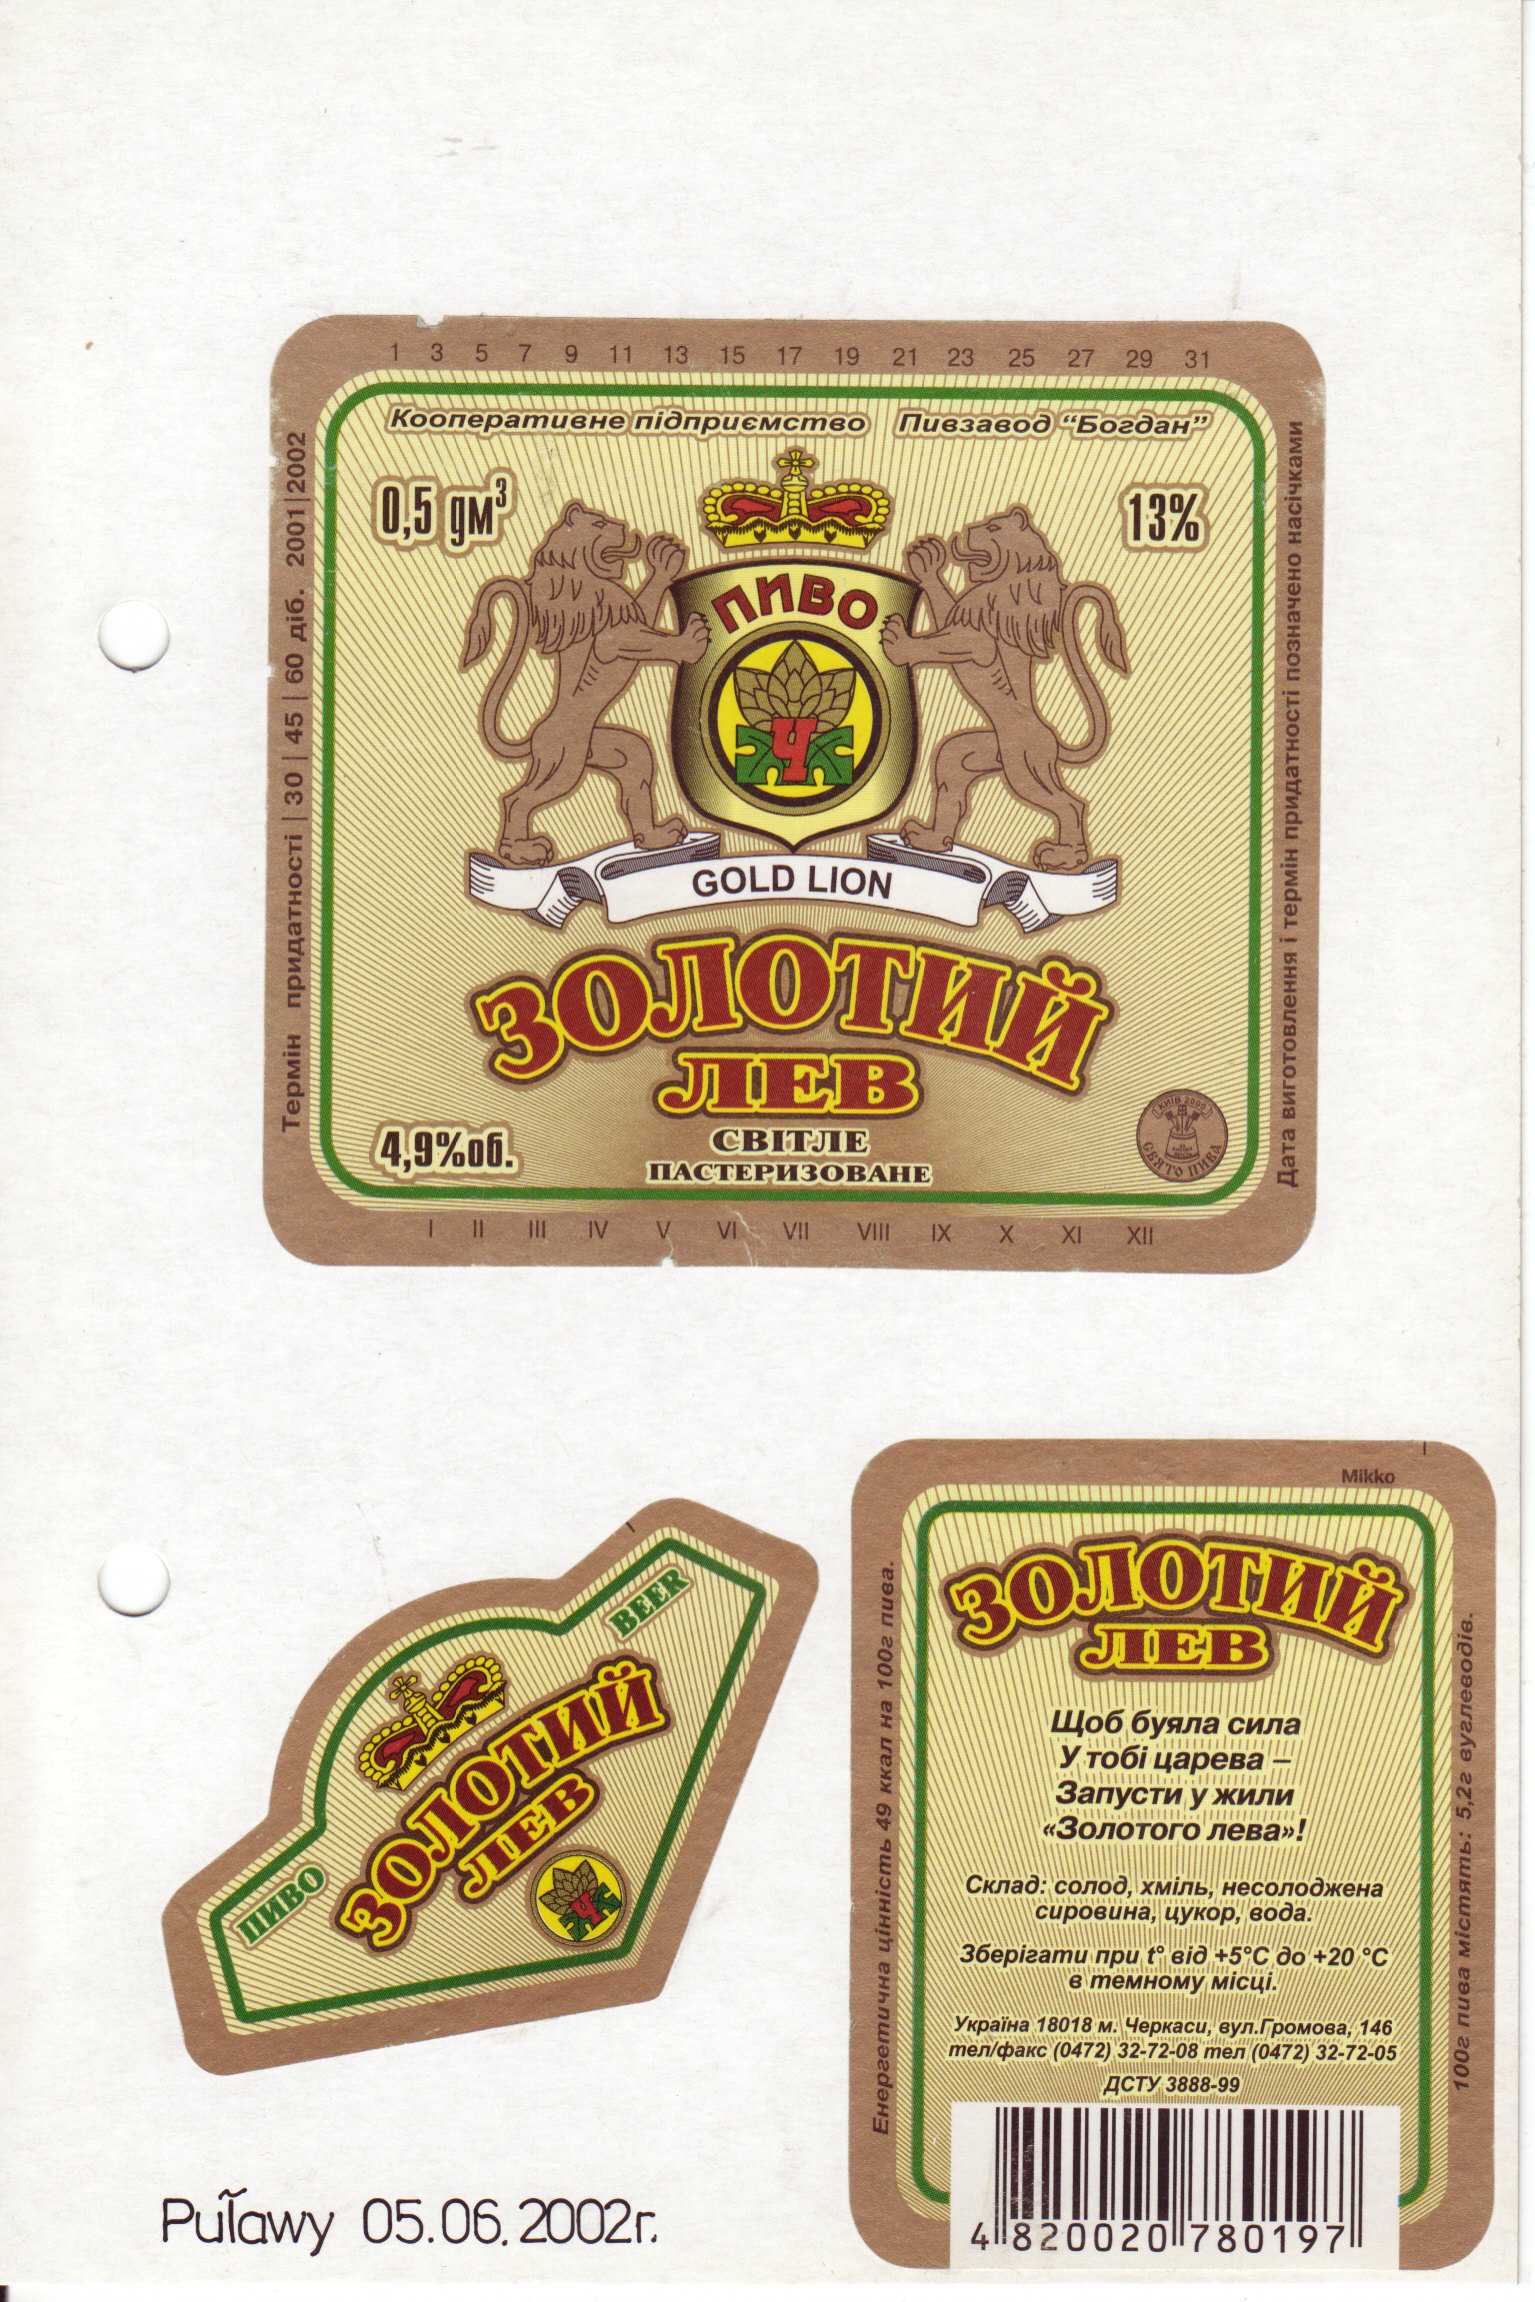 1 3 5 7 9 11 13 15 17 19 21 23 25 27 29 31
Кооперативне підприємство Пивзавод “Богдан”
0,5 дм³
13%
ПИВО
Ч
GOLD LION
ЗОЛОТИЙ
ЛЕВ
СВІТЛЕ
ПАСТЕРИЗОВАНЕ
4,9%об.
КИЇВ 2000
СВЯТО ПИВА
I II III IV V VI VII VIII IX X XI XII
Термін придатності | 30 | 45 | 60 діб. 2001 | 2002
Дата виготовлення і термін придатності позначено насічками
ПИВО
BEER
ЗОЛОТИЙ
ЛЕВ
Ч
Mikko
ЗОЛОТИЙ
ЛЕВ
Щоб буяла сила
У тобі царева –
Запусти у жили
«Золотого лева»!
Склад: солод, хміль, несолоджена
сировина, цукор, вода.
Зберігати при t° від +5°С до +20 °С
в темному місці.
Україна 18018 м. Черкаси, вул.Громова, 146
тел/факс (0472) 32-72-08 тел (0472) 32-72-05
ДСТУ 3888-99
4 820020 780197
Енергетична цінність 49 ккал на 100г пива.
100г пива містять: 5,2г вуглеводів.
Puławy 05.06.2002r.